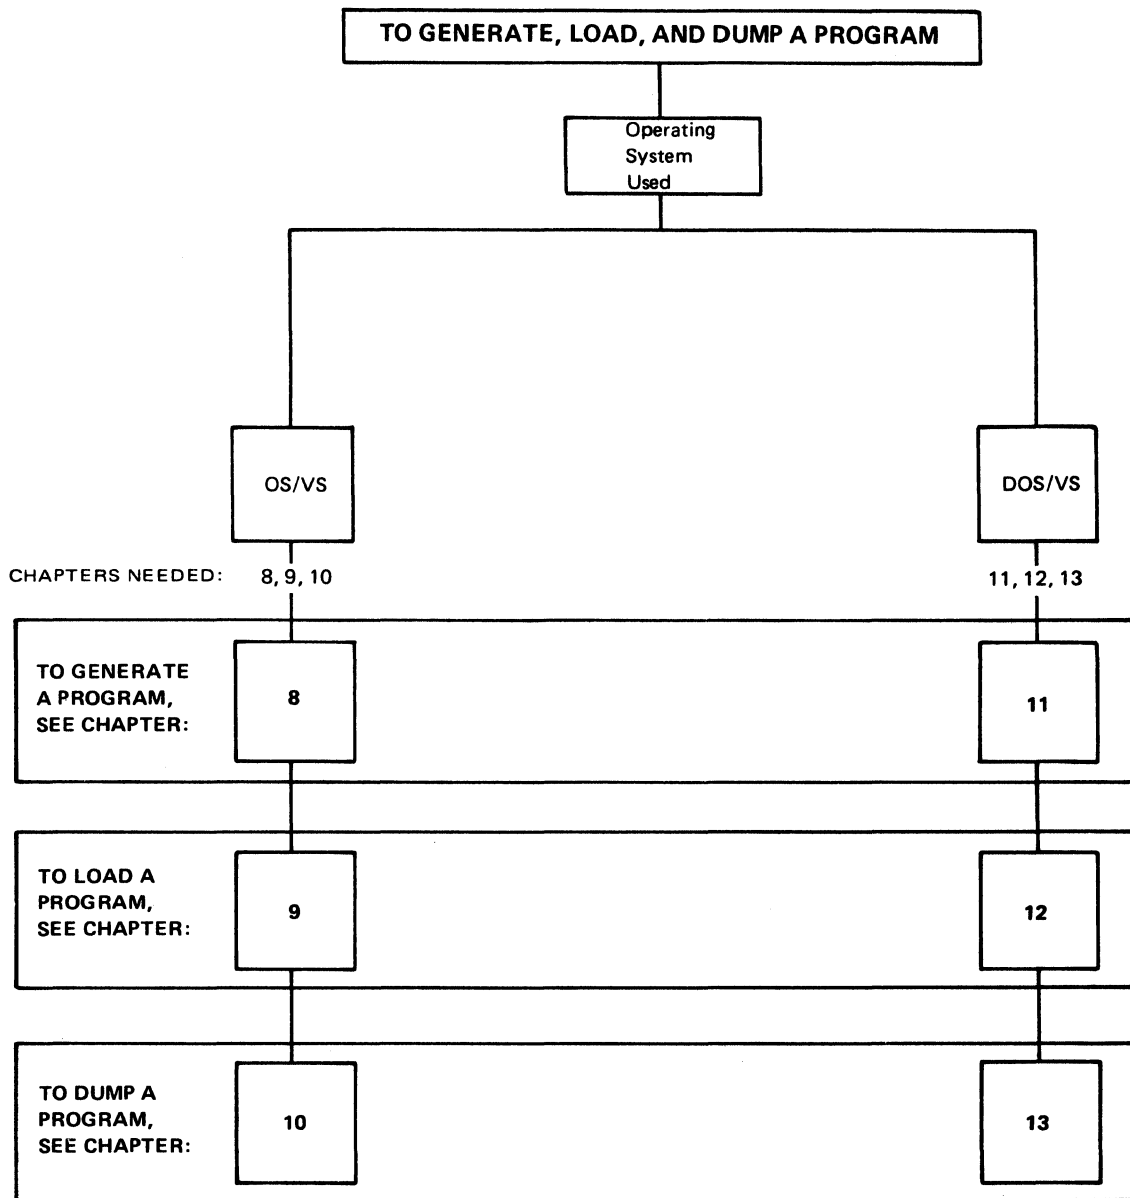 TO GENERATE, LOAD, AND DUMP A PROGRAM
Operating
System
Used
OS/VS
DOS/VS
CHAPTERS NEEDED: 8, 9, 10
11, 12, 13
TO GENERATE
A PROGRAM,
SEE CHAPTER:
8
11
TO LOAD A
PROGRAM,
SEE CHAPTER:
9
12
TO DUMP A
PROGRAM,
SEE CHAPTER:
10
13